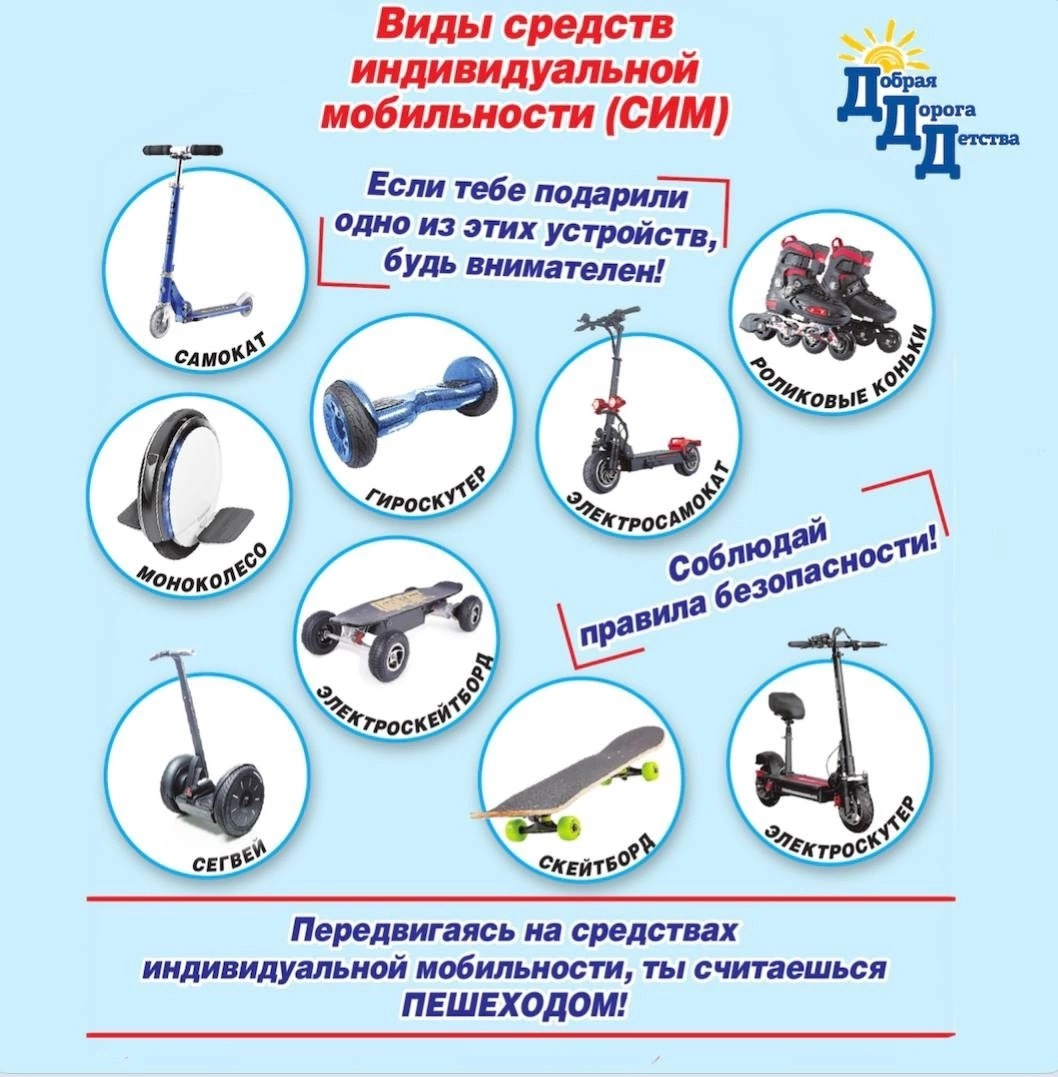 Виды средств
индивидуальной
мобильности (СИМ)
Добрая
Дорога
Детства
Если тебе подарили
одно из этих устройств,
будь внимателен!
САМОКАТ
РОЛИКОВЫЕ КОНЬКИ
ГИРОСКУТЕР
ЭЛЕКТРОСАМОКАТ
МОНОКОЛЕСО
Соблюдай
правила безопасности!
ЭЛЕКТРОСКЕЙТБОРД
СЕГВЕЙ
СКЕЙТБОРД
ЭЛЕКТРОСКУТЕР
Передвигаясь на средствах
индивидуальной мобильности, ты считаешься
ПЕШЕХОДОМ!